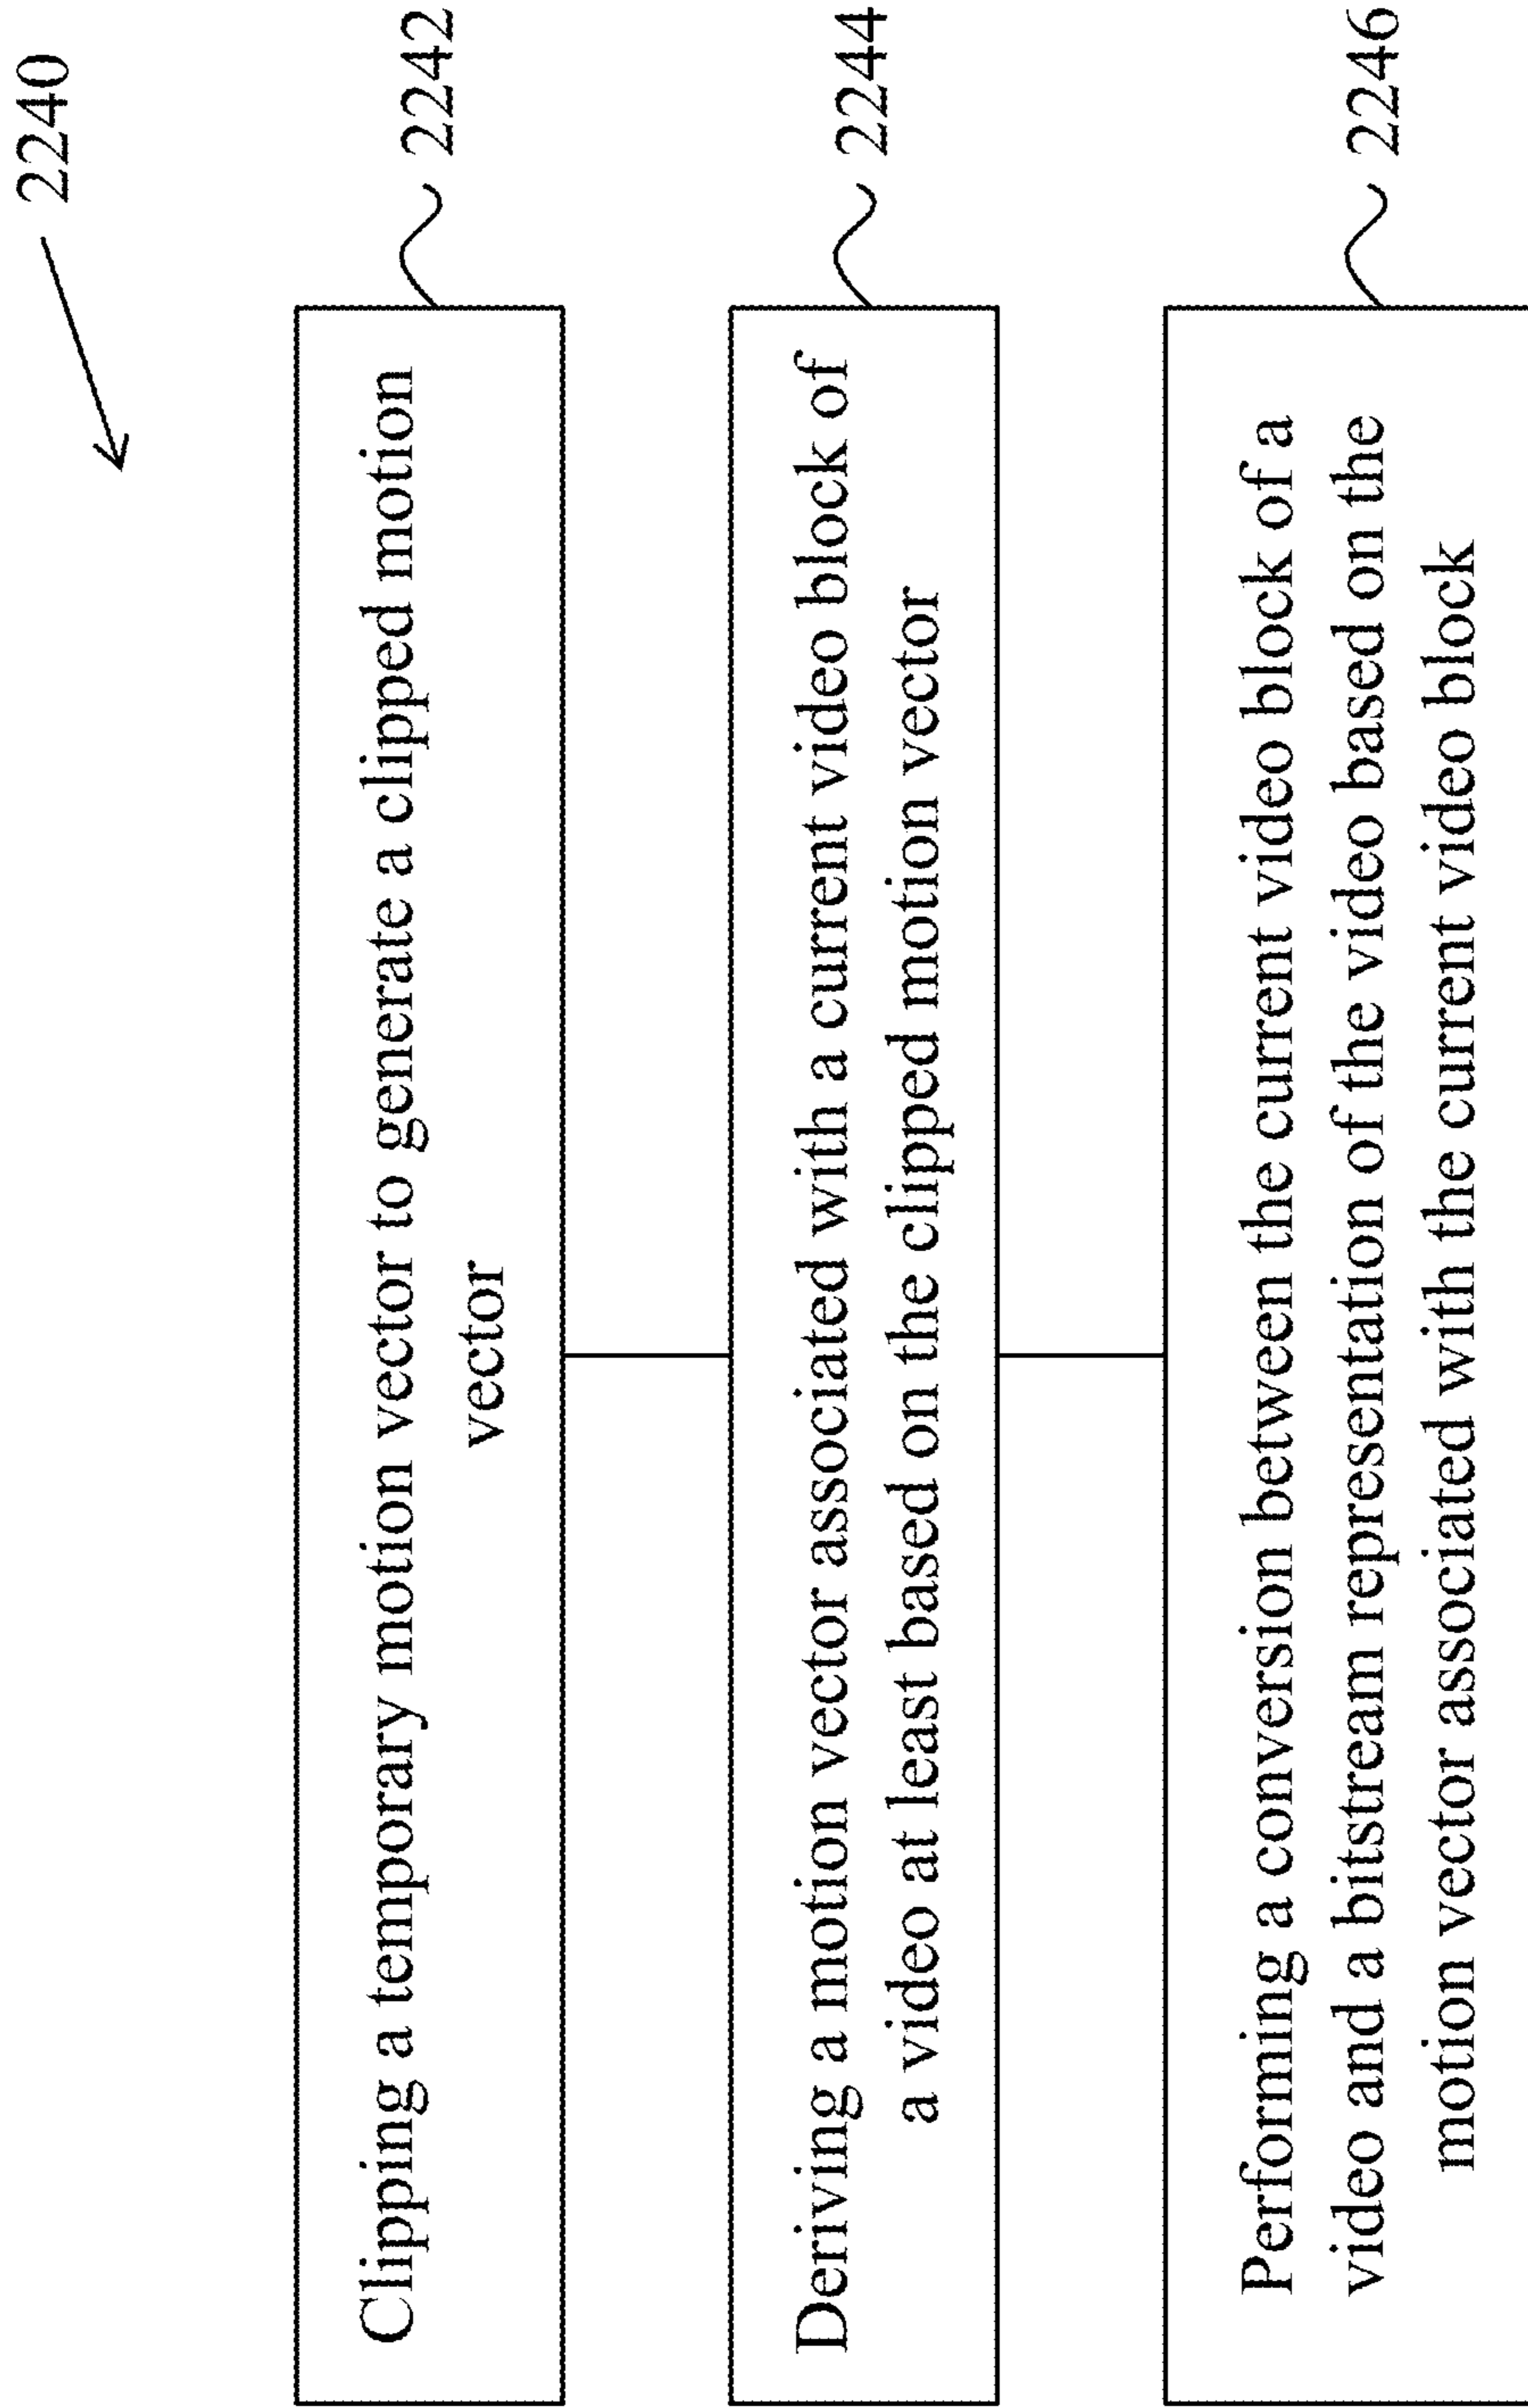 2240
Clipping a temporary motion vector to generate a clipped motion
vector
2242
Deriving a motion vector associated with a current video block of
a video at least based on the clipped motion vector
2244
Performing a conversion between the current video block of a
video and a bitstream representation of the video based on the
motion vector associated with the current video block
2246